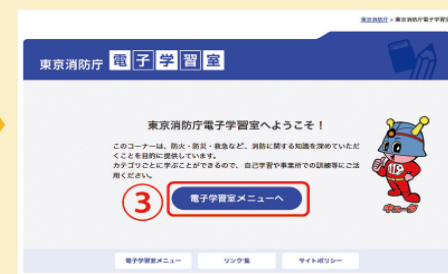 東京消防庁 > 東京消防庁電子学習室
東京消防庁 電子学習室
東京消防庁電子学習室へようこそ！
このコーナーは、防火・防災・救急など、消防に関する知識を深めていただ
くことを目的に提供しています。
カテゴリごとに学ぶことができるので、自己学習や事業所での訓練等にご活
用ください。
③ 電子学習室メニューへ
電子学習室メニュー リンク集 サイトポリシー